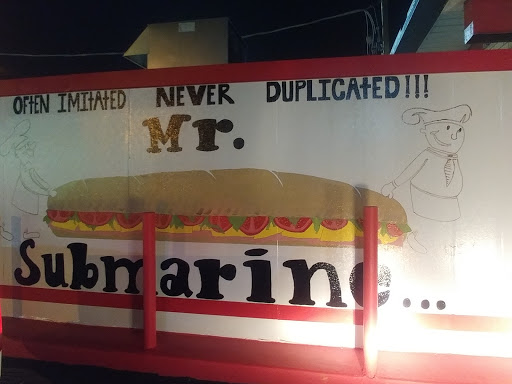 OFTEN IMITATED NEVER DUPLICATED!!!
Mr.
Submarine...